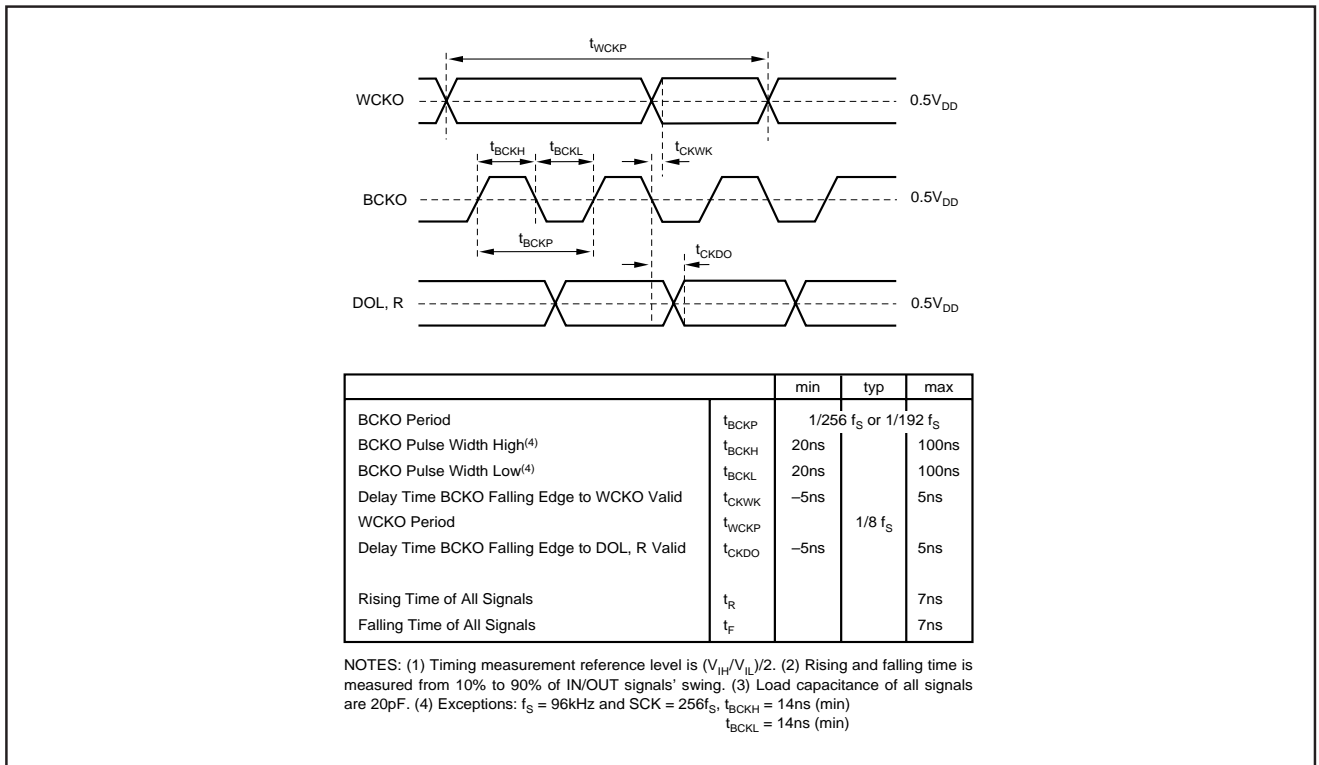 tWCKP
WCKO
0.5VDD
tBCKH
tBCKL
tCKWK
BCKO
0.5VDD
tBCKP
tCKDO
DOL, R
0.5VDD
min typ max
BCKO Period tBCKP 1/256 fS or 1/192 fS
BCKO Pulse Width High(4) tBCKH 20ns 100ns
BCKO Pulse Width Low(4) tBCKL 20ns 100ns
Delay Time BCKO Falling Edge to WCKO Valid tCKWK –5ns 5ns
WCKO Period tWCKP 1/8 fS
Delay Time BCKO Falling Edge to DOL, R Valid tCKDO –5ns 5ns
Rising Time of All Signals tR 7ns
Falling Time of All Signals tF 7ns
NOTES: (1) Timing measurement reference level is (VIH/VIL)/2. (2) Rising and falling time is
measured from 10% to 90% of IN/OUT signals’ swing. (3) Load capacitance of all signals
are 20pF. (4) Exceptions: fS = 96kHz and SCK = 256fS, tBCKH = 14ns (min)
tBCKL = 14ns (min)